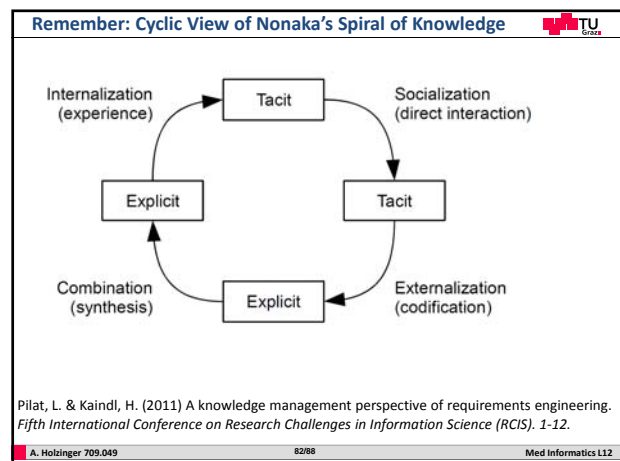 Remember: Cyclic View of Nonaka's Spiral of Knowledge
TU
Graz
Internalization
(experience)
Tacit
Socialization
(direct interaction)
Explicit
Tacit
Combination
(synthesis)
Explicit
Externalization
(codification)
Pilat, L. & Kaindl, H. (2011) A knowledge management perspective of requirements engineering.
Fifth International Conference on Research Challenges in Information Science (RCIS). 1-12.
A. Holzinger 709.049
82/88
Med Informatics L12